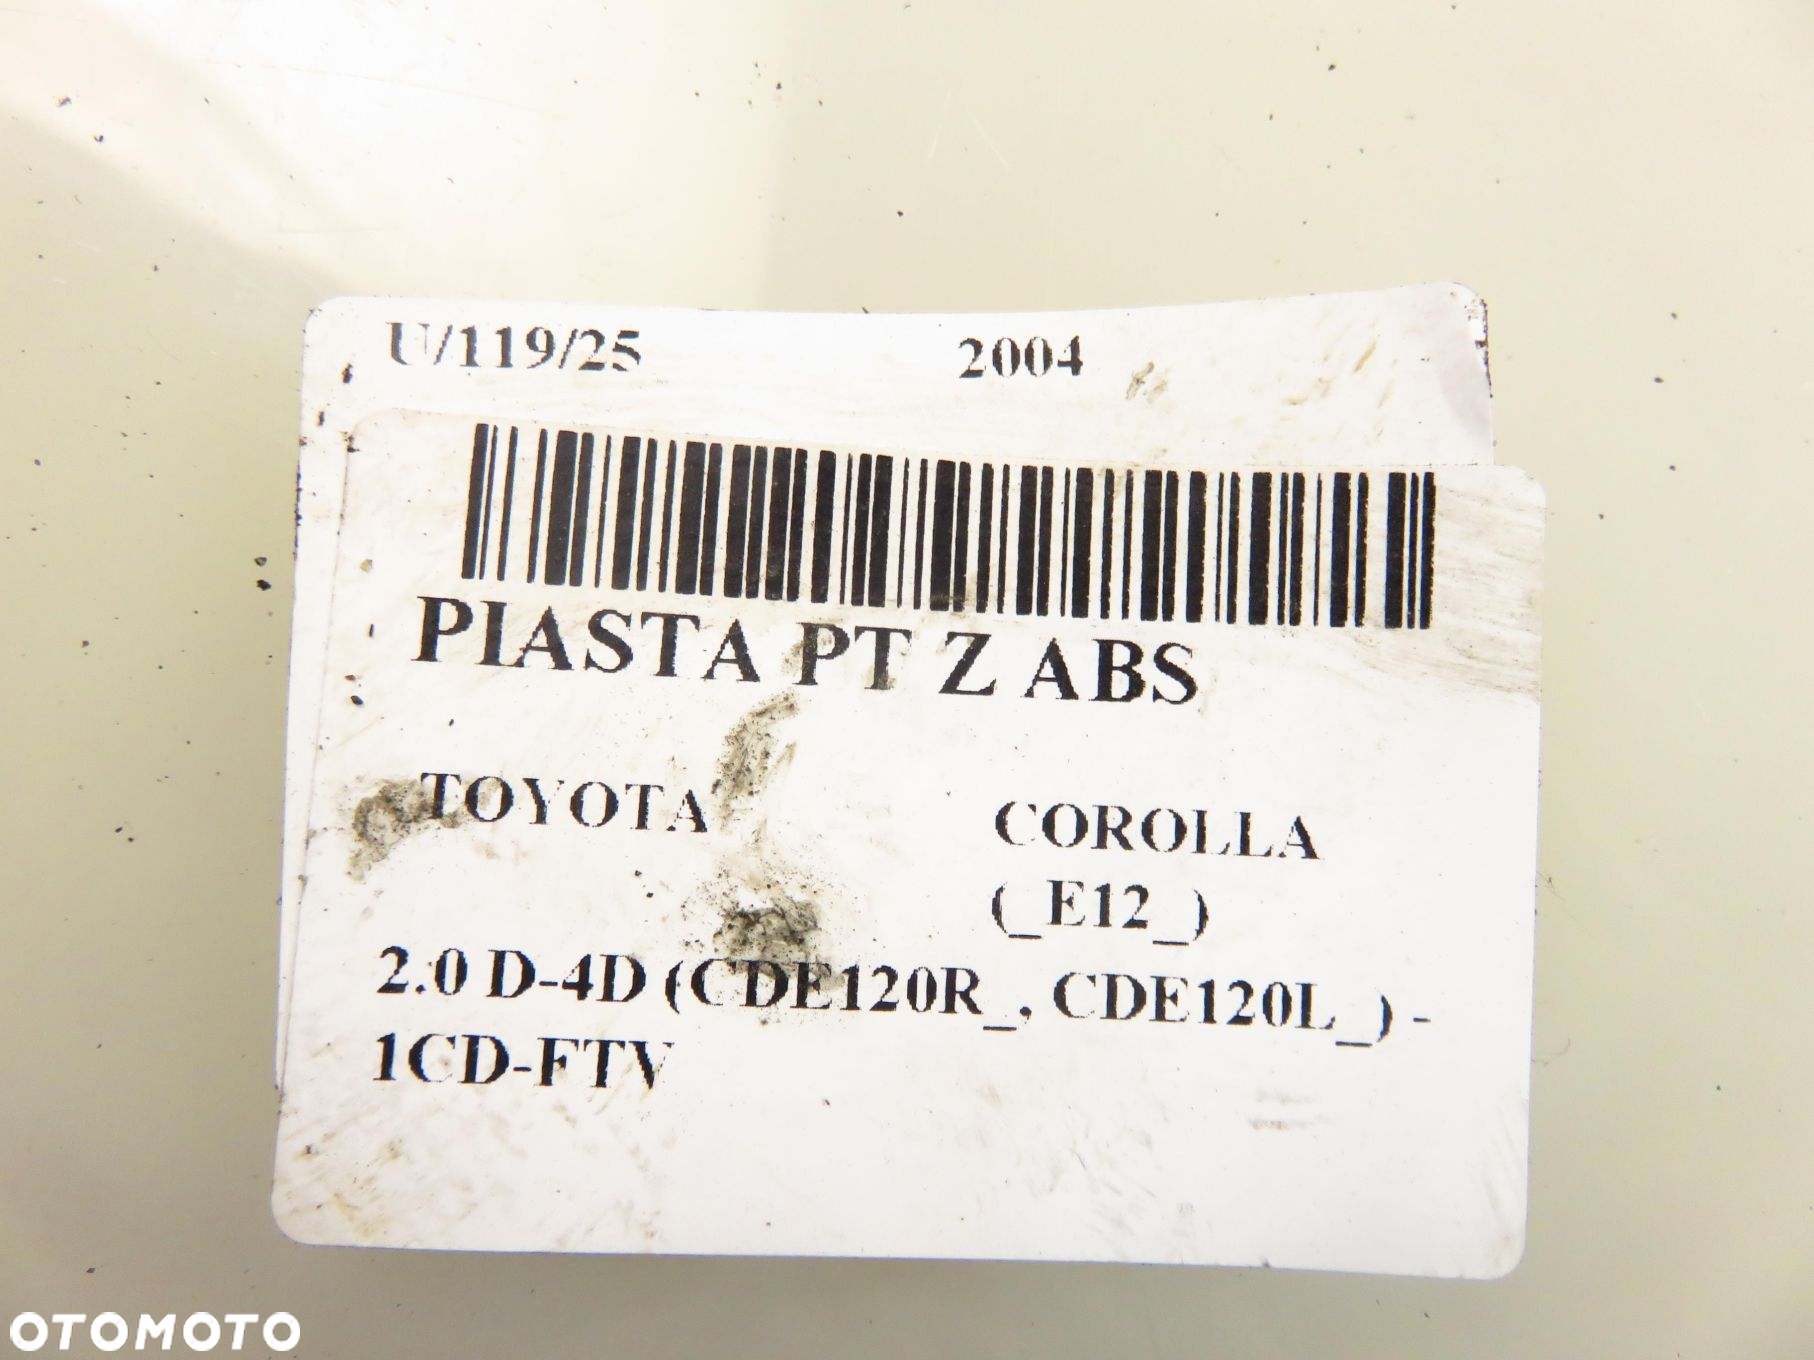 U/119/25 2004
PIASTA PT Z ABS
TOYOTA COROLLA
(_E12_)
2.0 D-4D (CDE120R_, CDE120L_) -
1CD-FTV
OTOMOTO